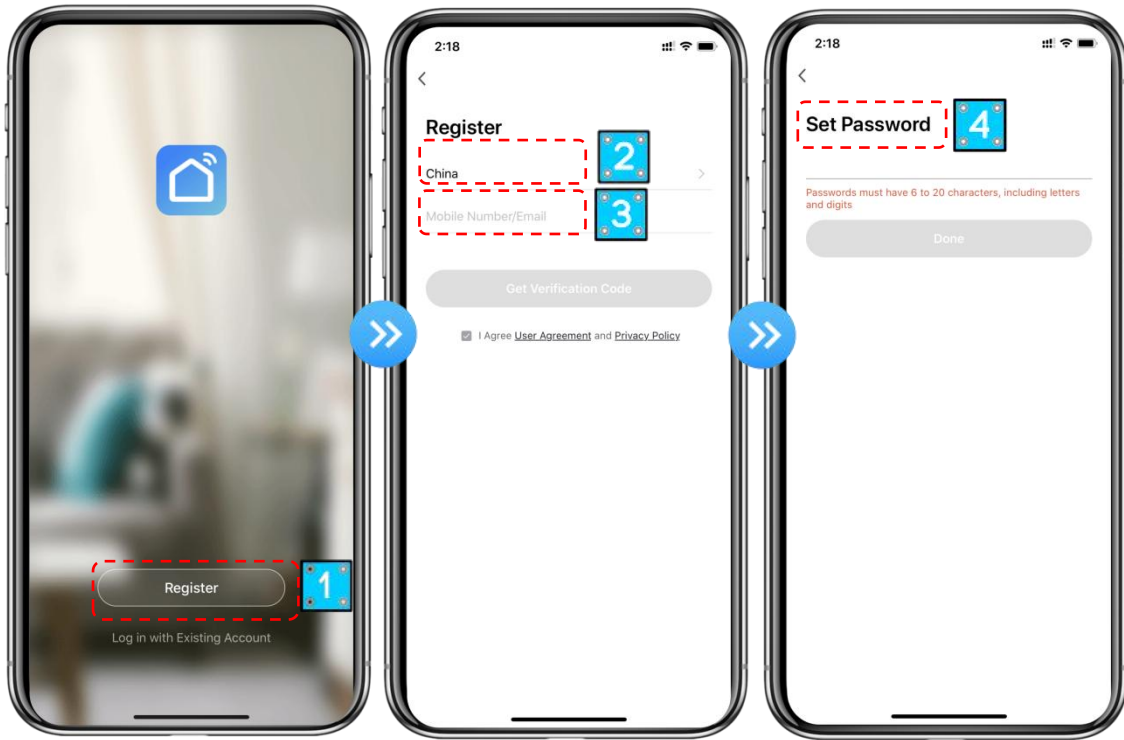 Register
1
Log in with Existing Account
2:18
Register
2
China
3
Mobile Number/Email
Get Verification Code
I Agree User Agreement and Privacy Policy
2:18
Set Password
4
Passwords must have 6 to 20 characters, including letters
and digits
Done